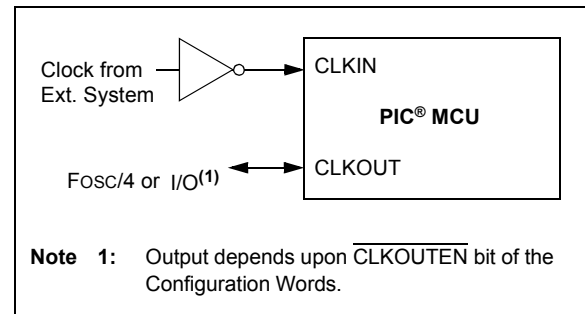 Clock from
Ext. System
CLKIN
PIC® MCU
FOSC/4 or I/O(1)
CLKOUT
Note 1: Output depends upon CLKOUTEN bit of the
Configuration Words.